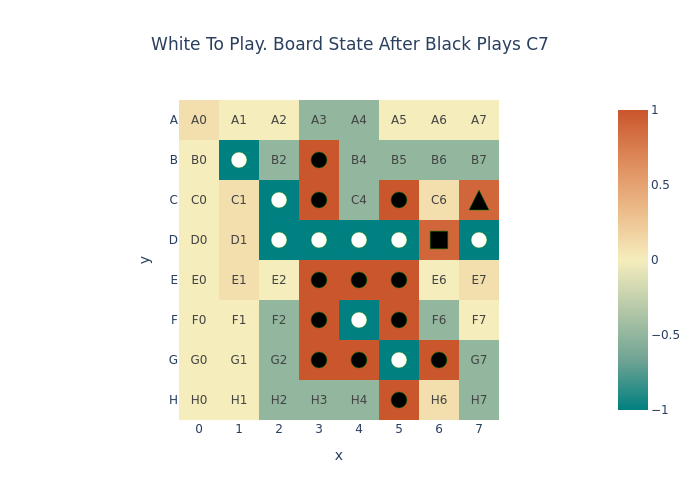 White To Play. Board State After Black Plays C7
A A0 A1 A2 A3 A4 A5 A6 A7 1
B B0 B2 B4 B5 B6 B7
C C0 C1 C4 C6 0.5
D D0 D1
y 0
E E0 E1 E2 E6 E7
F F0 F1 F2 F6 F7 −0.5
G G0 G1 G2 G7
H H0 H1 H2 H3 H4 H6 H7 −1
0 1 2 3 4 5 6 7
x